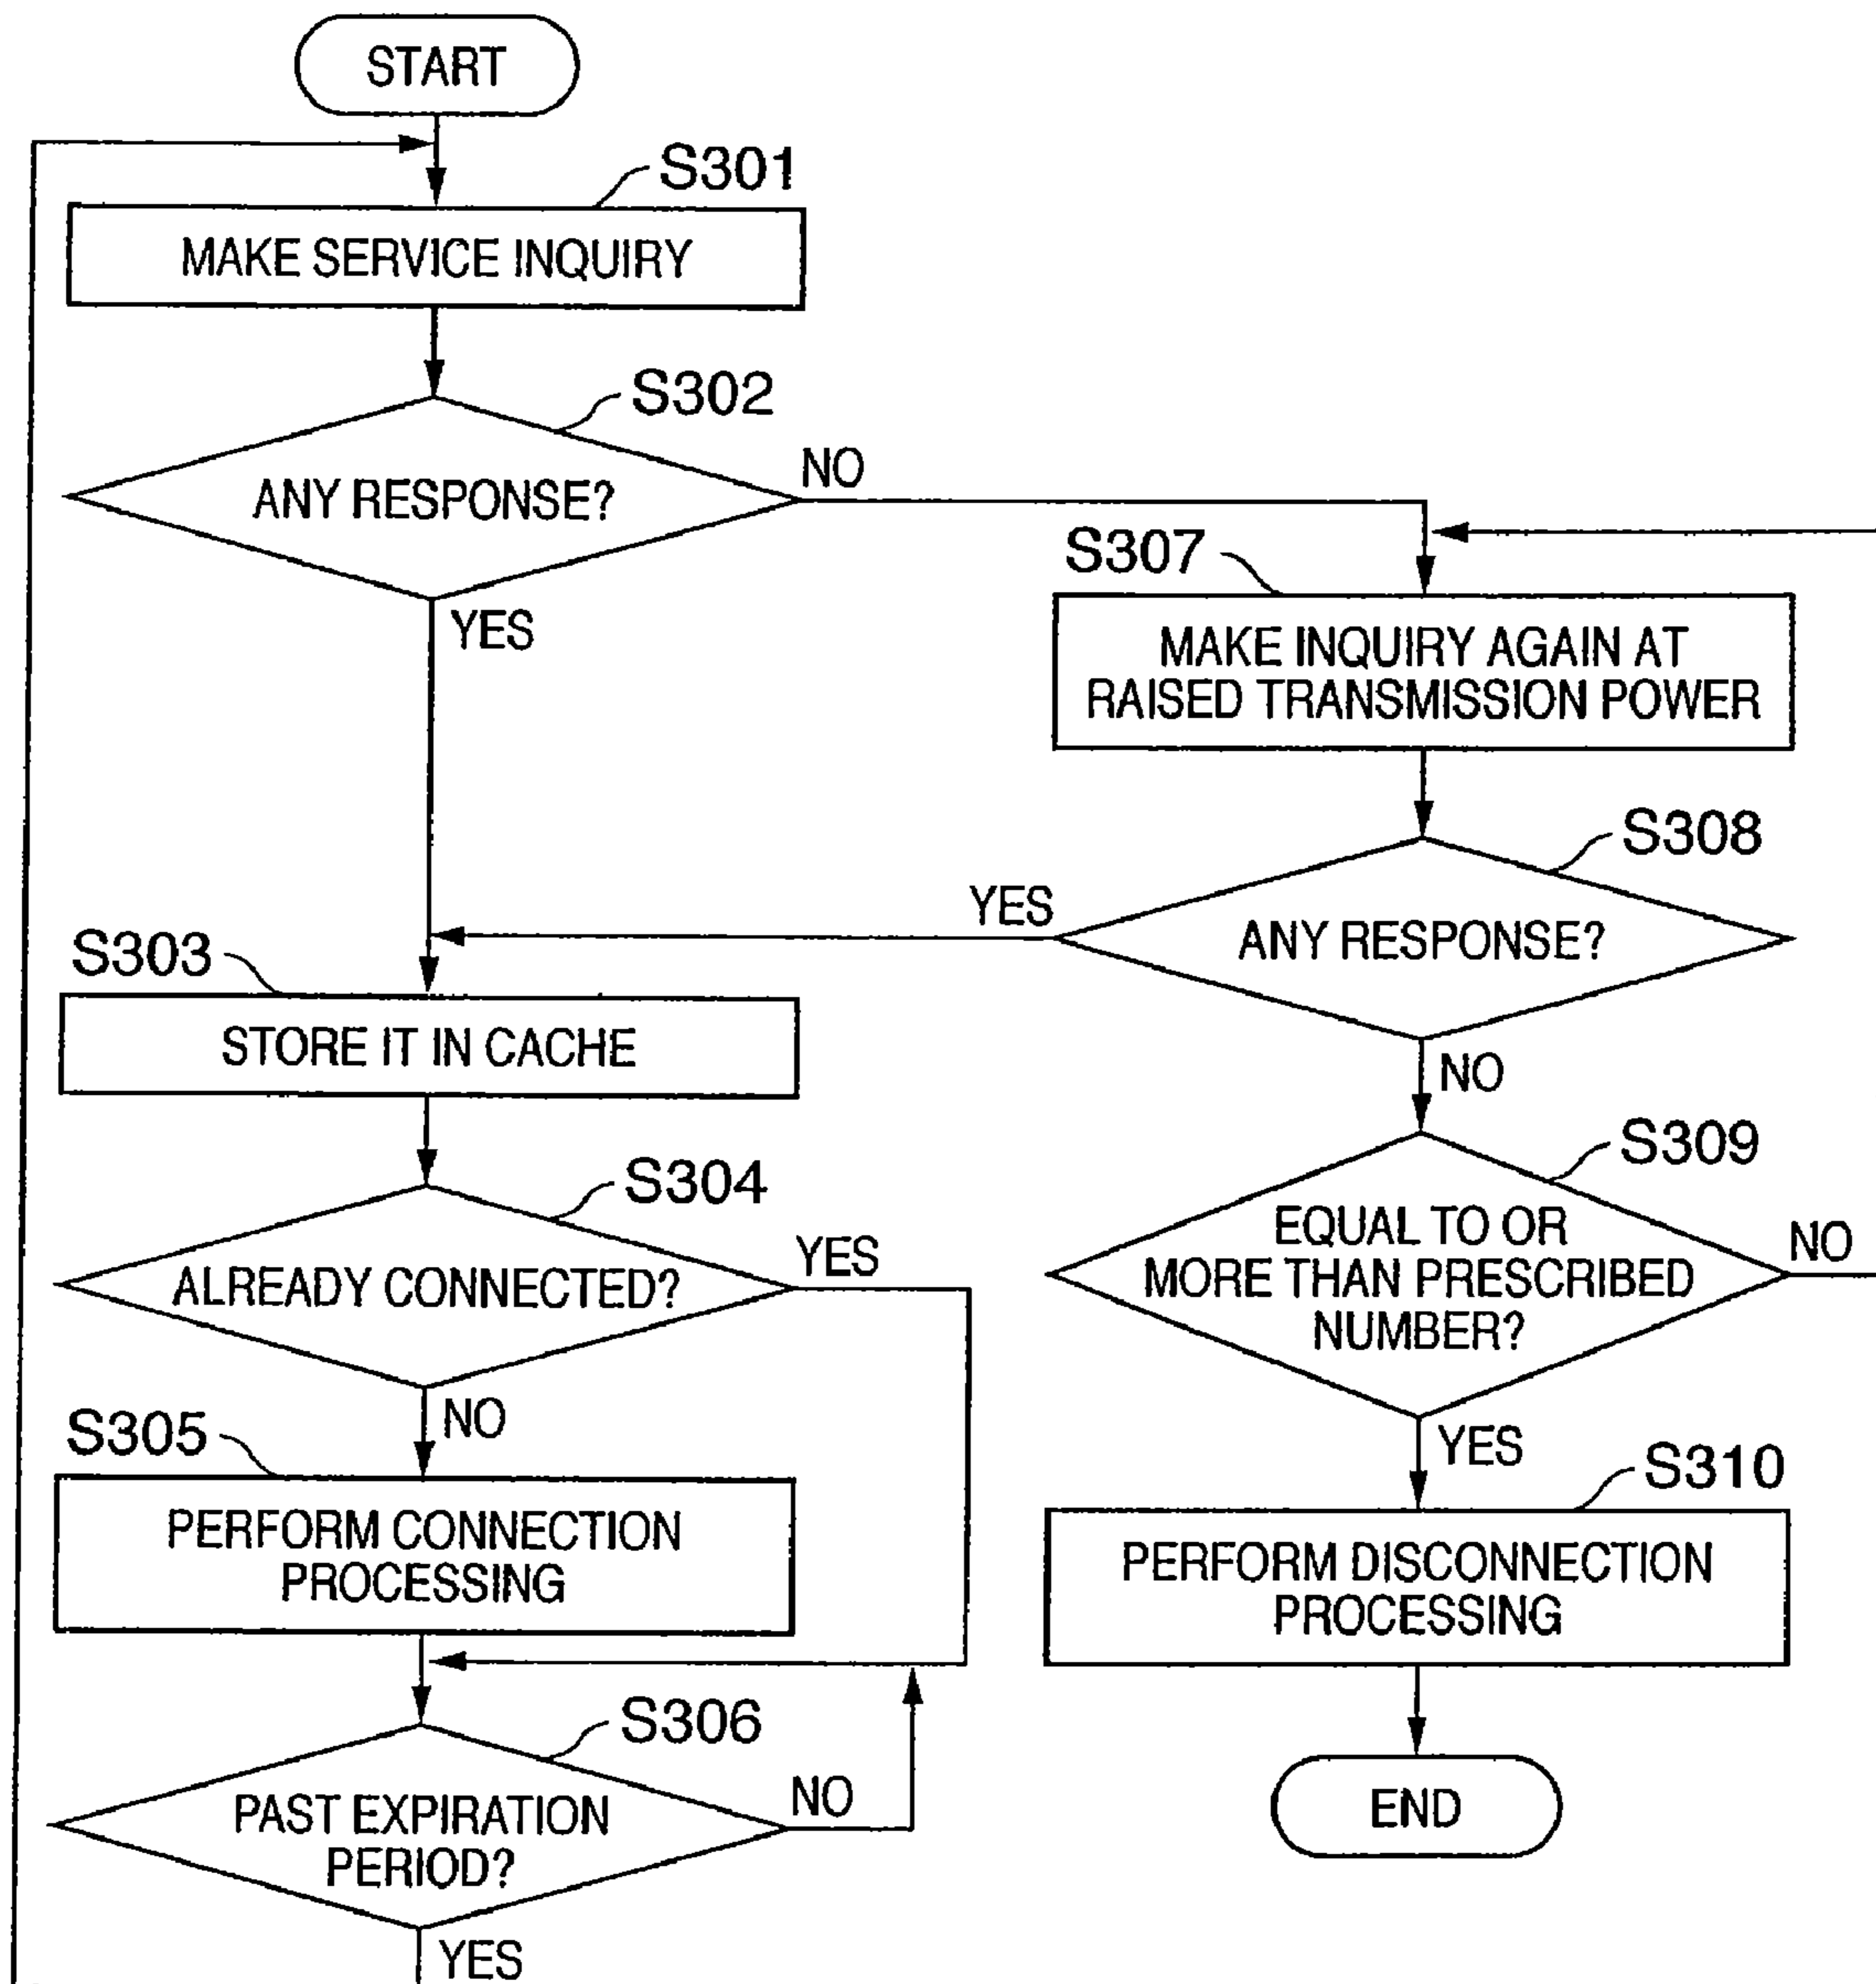 START
S301
MAKE SERVICE INQUIRY
S302
ANY RESPONSE?
NO
YES
S307
MAKE INQUIRY AGAIN AT
RAISED TRANSMISSION POWER
S308
YES
ANY RESPONSE?
NO
S303
STORE IT IN CACHE
S304
ALREADY CONNECTED?
YES
NO
S309
EQUAL TO OR
MORE THAN PRESCRIBED
NUMBER?
NO
YES
S305
PERFORM CONNECTION
PROCESSING
S310
PERFORM DISCONNECTION
PROCESSING
S306
PAST EXPIRATION
PERIOD?
NO
YES
END